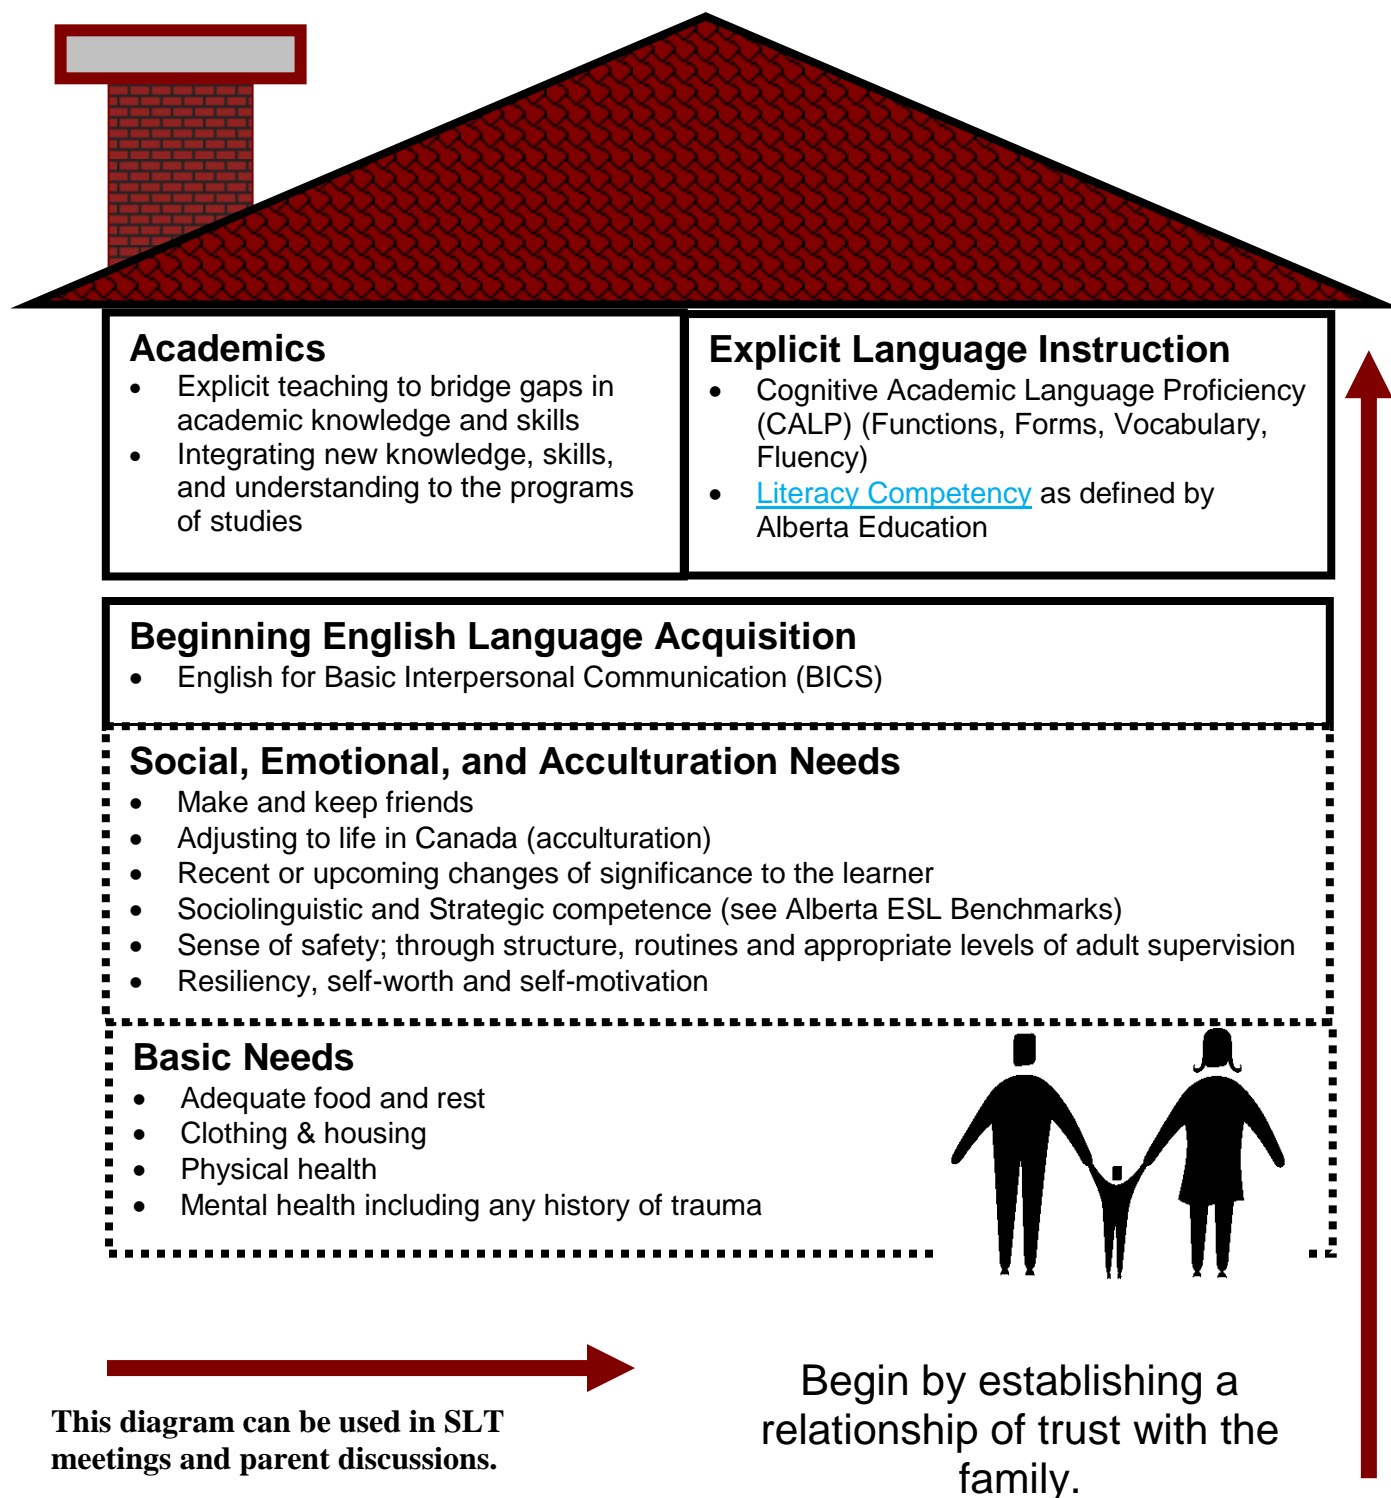 Academics
• Explicit teaching to bridge gaps in
academic knowledge and skills
• Integrating new knowledge, skills,
and understanding to the programs
of studies
Explicit Language Instruction
• Cognitive Academic Language Proficiency
(CALP) (Functions, Forms, Vocabulary,
Fluency)
• Literacy Competency as defined by
Alberta Education
Beginning English Language Acquisition
• English for Basic Interpersonal Communication (BICS)
Social, Emotional, and Acculturation Needs
• Make and keep friends
• Adjusting to life in Canada (acculturation)
• Recent or upcoming changes of significance to the learner
• Sociolinguistic and Strategic competence (see Alberta ESL Benchmarks)
• Sense of safety; through structure, routines and appropriate levels of adult supervision
• Resiliency, self-worth and self-motivation
Basic Needs
• Adequate food and rest
• Clothing & housing
• Physical health
• Mental health including any history of trauma
This diagram can be used in SLT
meetings and parent discussions.
Begin by establishing a
relationship of trust with the
family.